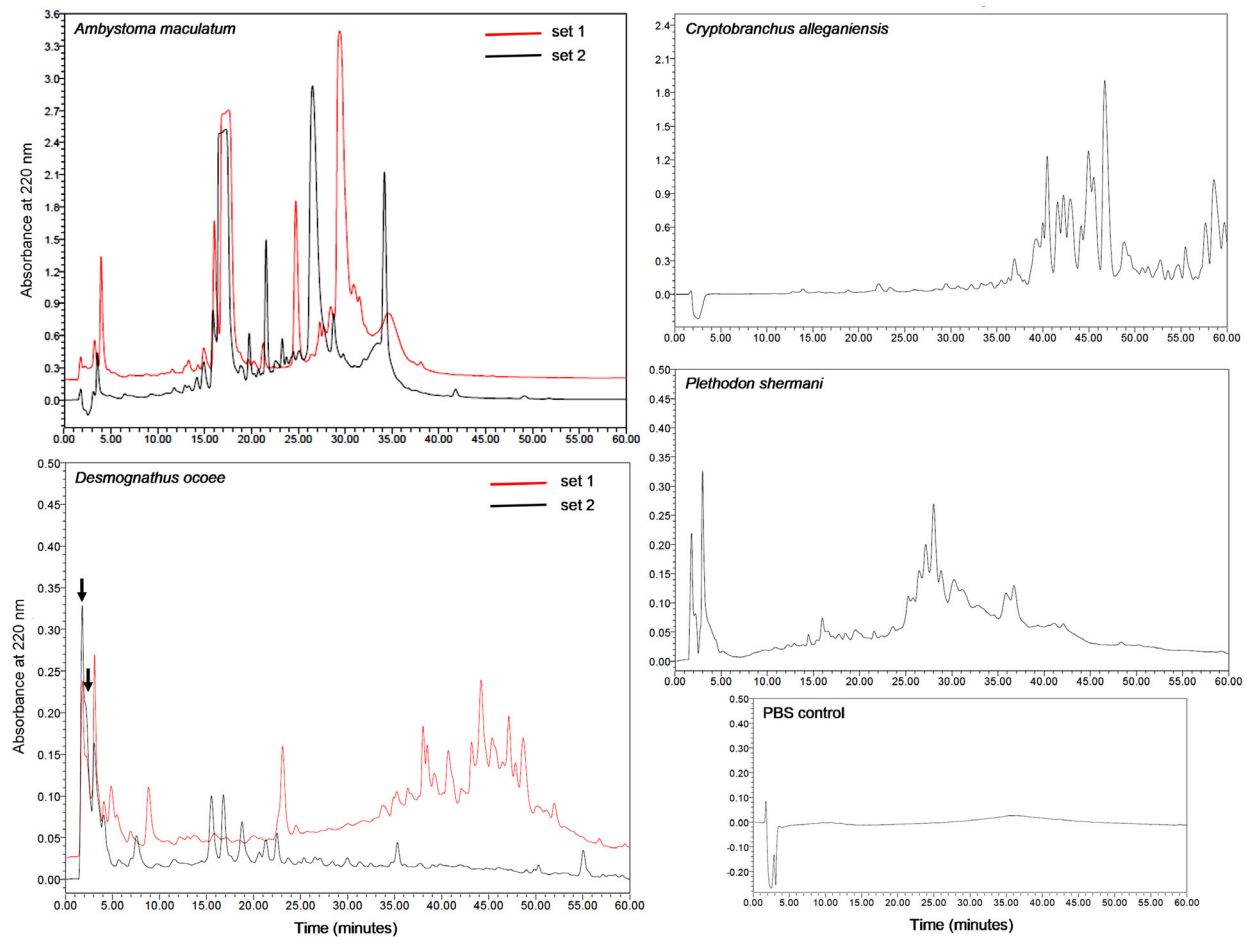 Ambystoma maculatum
set 1
set 2
3.6
3.3
3.0
2.7
2.4
2.1
1.8
1.5
1.2
0.9
0.6
0.3
0.0
Absorbance at 220 nm
0.00 5.00 10.00 15.00 20.00 25.00 30.00 35.00 40.00 45.00 50.00 55.00 60.00
Cryptobranchus alleganiensis
2.4
2.1
1.8
1.5
1.2
0.9
0.6
0.3
0.0
0.00 5.00 10.00 15.00 20.00 25.00 30.00 35.00 40.00 45.00 50.00 55.00 60.00
Desmognathus ocoee
set 1
set 2
0.50
0.45
0.40
0.35
0.30
0.25
0.20
0.15
0.10
0.05
0.00
Absorbance at 220 nm
0.00 5.00 10.00 15.00 20.00 25.00 30.00 35.00 40.00 45.00 50.00 55.00 60.00
Time (minutes)
Plethodon shermani
0.50
0.45
0.40
0.35
0.30
0.25
0.20
0.15
0.10
0.05
0.00
0.00 5.00 10.00 15.00 20.00 25.00 30.00 35.00 40.00 45.00 50.00 55.00 60.00
PBS control
0.50
0.40
0.30
0.20
0.10
0.00
-0.10
-0.20
0.00 5.00 10.00 15.00 20.00 25.00 30.00 35.00 40.00 45.00 50.00 55.00 60.00
Time (minutes)